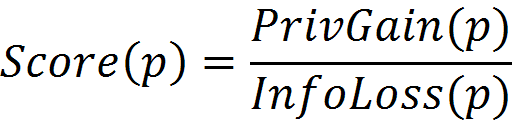 Score(p) = PrivGain(p) / InfoLoss(p)